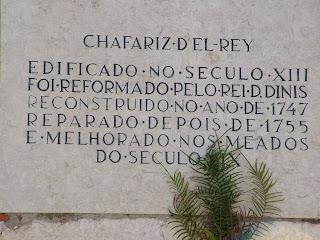 CHAFARIZ·D'EL-REY
EDIFICADO·NO·SECULO·XIII
FOI·REFORMADO·PELO·REI·D.DINIS
RECONSTRUIDO·NO·ANO·DE·1747
REPARADO·DEPOIS·DE·1755
E·MELHORADO·NOS·MEADOS
DO·SECULO